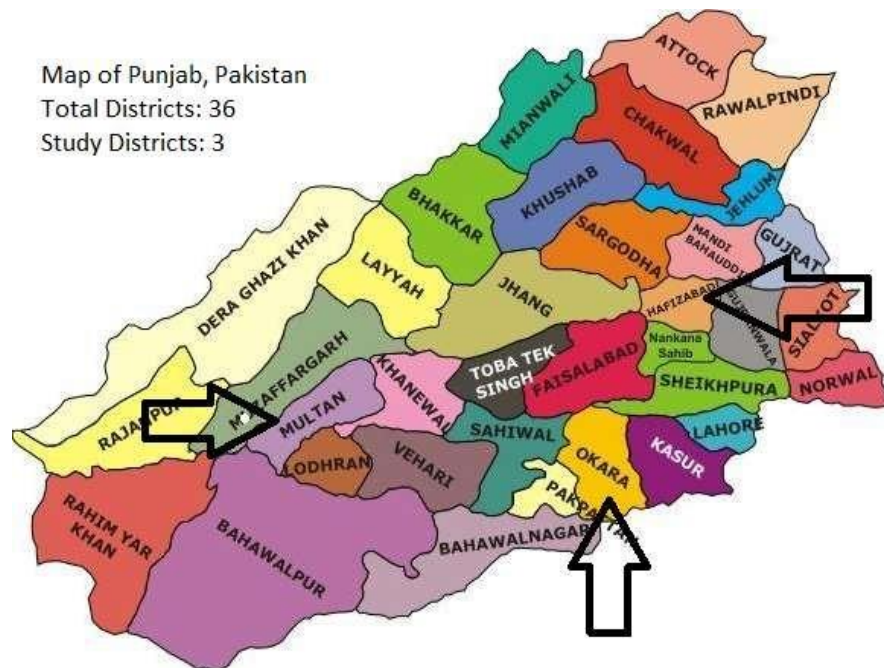 Map of Punjab, Pakistan
Total Districts: 36
Study Districts: 3
ATTOCK
RAWALPINDI
MIANWALI
CHAKWAL
JEHLUM
KHUSHAB
BHAKKAR
SARGODHA
MANDI
BAHAUDDI
GUJRAT
DERA GHAZI KHAN
LAYYAH
JHANG
HAFIZABAD
SIALKOT
Nankana
Sahib
TOBA TEK
SINGH
FAISALABAD
SHEIKHPURA
NORWAL
KHANEWAL
MULTAN
SAHIWAL
LAHORE
OKARA
KASUR
LODHRAN
VEHARI
RAHIM YAR
KHAN
BAHAWALPUR
BAHAWALNAGAR